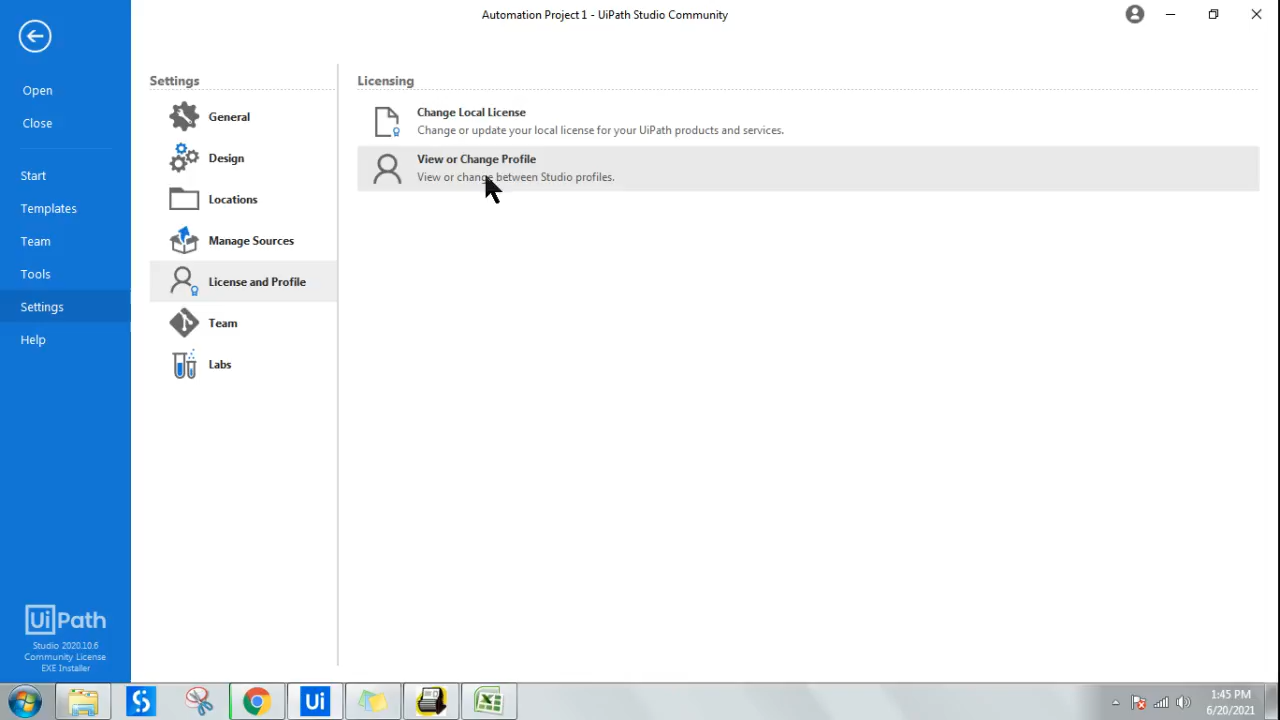 Automation Project 1 - UiPath Studio Community
Open
Close
Start
Templates
Team
Tools
Settings
Help
Settings
General
Design
Locations
Manage Sources
License and Profile
Team
Labs
Licensing
Change Local License
Change or update your local license for your UiPath products and services.
View or Change Profile
View or change between Studio profiles.
Ui Path
Studio 2020.10.6
Community License
EXE Installer
S
Ui
1:45 PM
6/20/2021